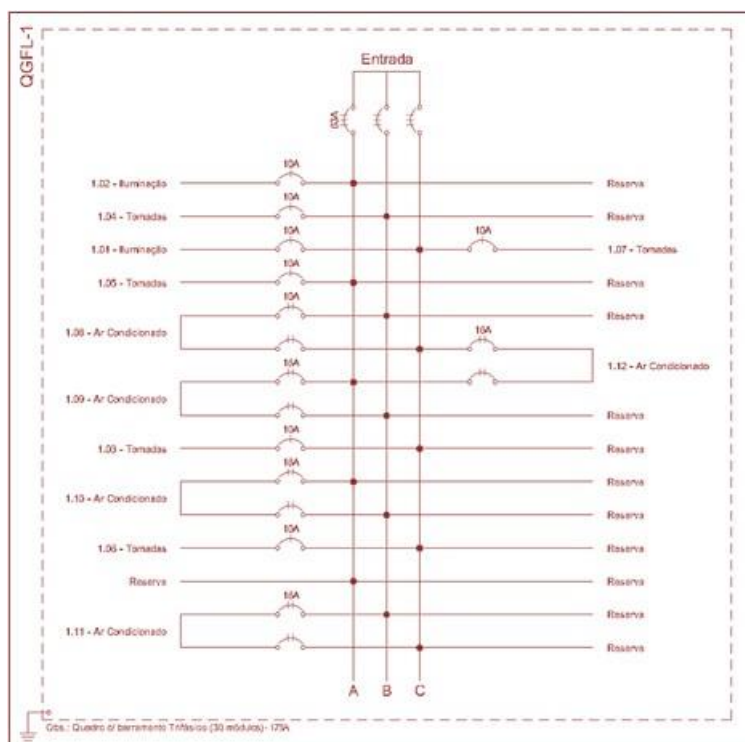 QGFL-1
Entrada
63A
10A
1.02 - Iluminação
Reserva
10A
1.04 - Tomadas
Reserva
10A
10A
1.01 - Iluminação
1.07 - Tomadas
10A
1.05 - Tomadas
Reserva
10A
Reserva
1.08 - Ar Condicionado
16A
16A
1.12 - Ar Condicionado
1.09 - Ar Condicionado
Reserva
10A
1.03 - Tomadas
Reserva
16A
Reserva
1.10 - Ar Condicionado
Reserva
10A
1.06 - Tomadas
Reserva
Reserva
Reserva
16A
Reserva
1.11 - Ar Condicionado
Reserva
A B C
Obs.: Quadro c/ barramento Trifásico (30 módulos)- 175A